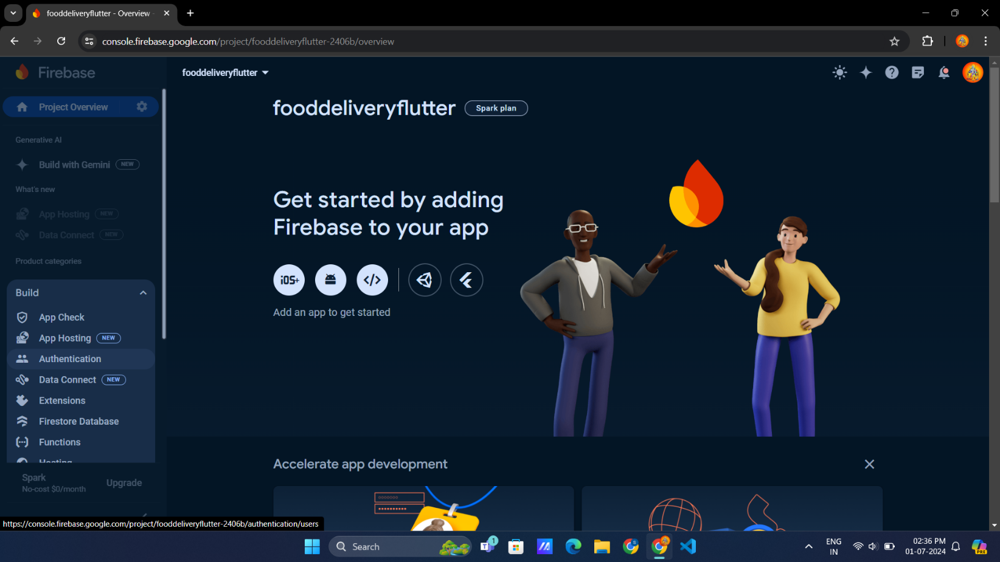 fooddeliveryflutter - Overview -
console.firebase.google.com/project/fooddeliveryflutter-2406b/overview
Firebase
fooddeliveryflutter
Project Overview
fooddeliveryflutter Spark plan
Generative AI
Build with Gemini NEW
What's new
App Hosting NEW
Data Connect NEW
Product categories
Get started by adding
Firebase to your app
iOS+
Add an app to get started
Build
App Check
App Hosting NEW
Authentication
Data Connect NEW
Extensions
Firestore Database
Functions
Hosting
Spark
No-cost $0/month
Upgrade
Accelerate app development
https://console.firebase.google.com/project/fooddeliveryflutter-2406b/authentication/users
Search
1
S
PRE
ENG
IN
02:36 PM
01-07-2024